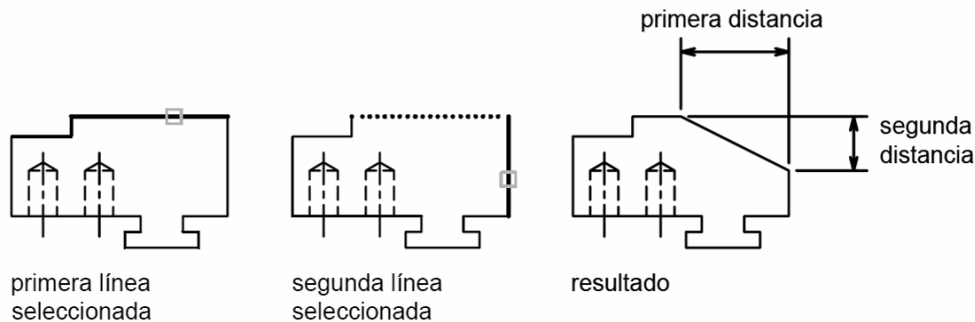 primera distancia
segunda
distancia
primera línea
seleccionada
segunda línea
seleccionada
resultado